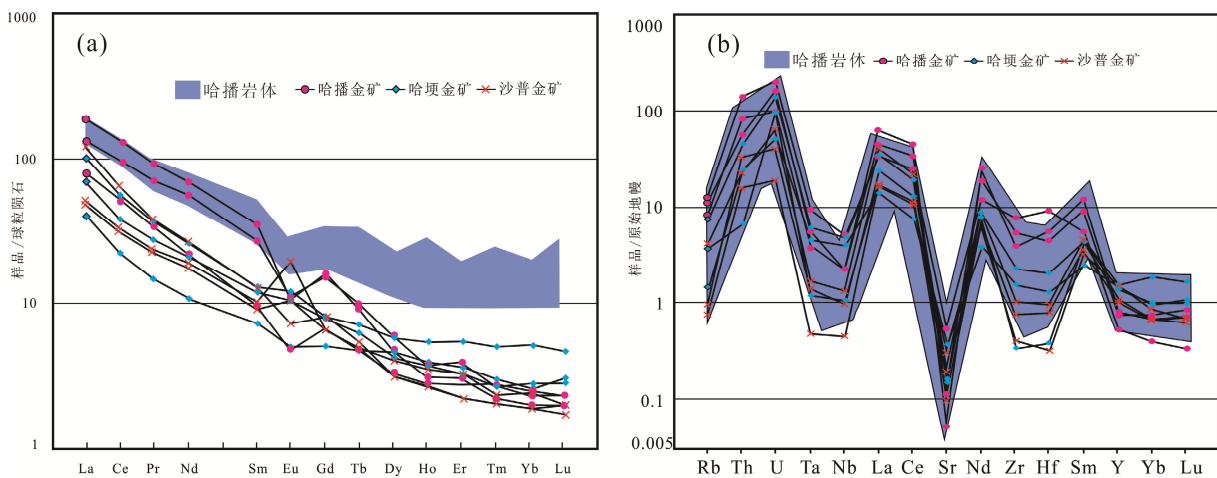 (a)
哈播岩体 哈播金矿 哈埂金矿 沙普金矿
样品/球粒陨石
1000
100
10
1
La Ce Pr Nd Sm Eu Gd Tb Dy Ho Er Tm Yb Lu
(b)
哈播岩体 哈播金矿 哈埂金矿 沙普金矿
样品/原始地幔
1000
100
10
1
0.1
0.005
Rb Th U Ta Nb La Ce Sr Nd Zr Hf Sm Y Yb Lu